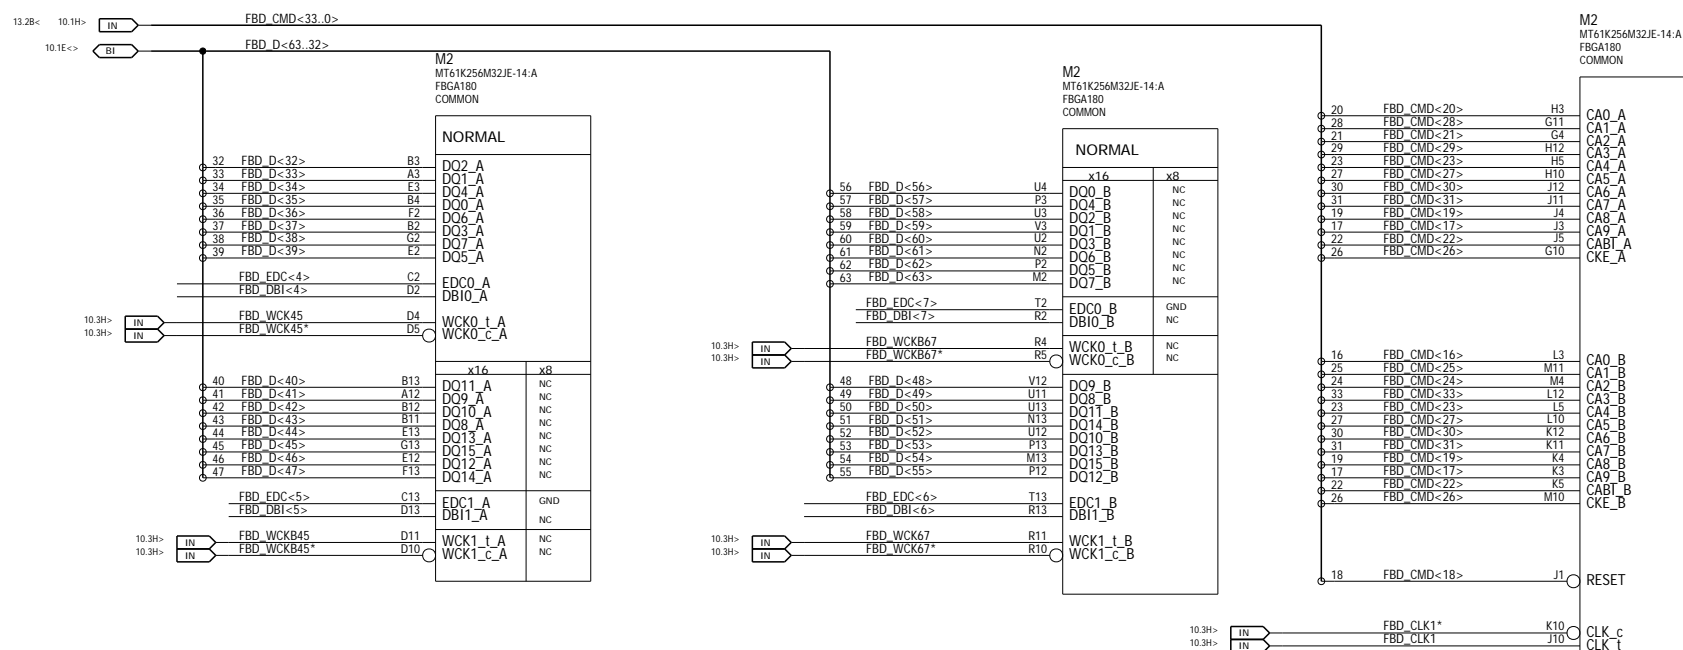 13.2B< 10.1H> IN FBD_CMD<33..0>
10.1E<> BI FBD_D<63..32>
M2
MT61K256M32JE-14:A
FBGA180
COMMON
NORMAL
32 FBD_D<32> B3 DQ2_A
33 FBD_D<33> A3 DQ1_A
34 FBD_D<34> E3 DQ4_A
35 FBD_D<35> B4 DQ0_A
36 FBD_D<36> F2 DQ6_A
37 FBD_D<37> B2 DQ3_A
38 FBD_D<38> G2 DQ7_A
39 FBD_D<39> E2 DQ5_A
FBD_EDC<4> C2 EDC0_A
FBD_DBI<4> D2 DBI0_A
10.3H> IN FBD_WCK45 D4 WCK0_t_A
10.3H> IN FBD_WCK45* D5 WCK0_c_A
x16 x8
40 FBD_D<40> B13 DQ11_A NC
41 FBD_D<41> A12 DQ9_A NC
42 FBD_D<42> B12 DQ10_A NC
43 FBD_D<43> B11 DQ8_A NC
44 FBD_D<44> E13 DQ13_A NC
45 FBD_D<45> G13 DQ15_A NC
46 FBD_D<46> E12 DQ12_A NC
47 FBD_D<47> F13 DQ14_A NC
FBD_EDC<5> C13 EDC1_A GND
FBD_DBI<5> D13 DBI1_A NC
10.3H> IN FBD_WCKB45 D11 WCK1_t_A NC
10.3H> IN FBD_WCKB45* D10 WCK1_c_A NC
M2
MT61K256M32JE-14:A
FBGA180
COMMON
NORMAL
x16 x8
56 FBD_D<56> U4 DQ0_B NC
57 FBD_D<57> P3 DQ4_B NC
58 FBD_D<58> U3 DQ2_B NC
59 FBD_D<59> V3 DQ1_B NC
60 FBD_D<60> U2 DQ3_B NC
61 FBD_D<61> N2 DQ6_B NC
62 FBD_D<62> P2 DQ5_B NC
63 FBD_D<63> M2 DQ7_B NC
FBD_EDC<7> T2 EDC0_B GND
FBD_DBI<7> R2 DBI0_B NC
10.3H> IN FBD_WCKB67 R4 WCK0_t_B NC
10.3H> IN FBD_WCKB67* R5 WCK0_c_B NC
48 FBD_D<48> V12 DQ9_B
49 FBD_D<49> U11 DQ8_B
50 FBD_D<50> U13 DQ11_B
51 FBD_D<51> N13 DQ14_B
52 FBD_D<52> U12 DQ10_B
53 FBD_D<53> P13 DQ13_B
54 FBD_D<54> M13 DQ15_B
55 FBD_D<55> P12 DQ12_B
FBD_EDC<6> T13 EDC1_B
FBD_DBI<6> R13 DBI1_B
10.3H> IN FBD_WCK67 R11 WCK1_t_B
10.3H> IN FBD_WCK67* R10 WCK1_c_B
M2
MT61K256M32JE-14:A
FBGA180
COMMON
20 FBD_CMD<20> H3 CA0_A
28 FBD_CMD<28> G11 CA1_A
21 FBD_CMD<21> G4 CA2_A
29 FBD_CMD<29> H12 CA3_A
23 FBD_CMD<23> H5 CA4_A
27 FBD_CMD<27> H10 CA5_A
30 FBD_CMD<30> J12 CA6_A
31 FBD_CMD<31> J11 CA7_A
19 FBD_CMD<19> J4 CA8_A
17 FBD_CMD<17> J3 CA9_A
22 FBD_CMD<22> J5 CABI_A
26 FBD_CMD<26> G10 CKE_A
16 FBD_CMD<16> L3 CA0_B
25 FBD_CMD<25> M11 CA1_B
24 FBD_CMD<24> M4 CA2_B
33 FBD_CMD<33> L12 CA3_B
23 FBD_CMD<23> L5 CA4_B
27 FBD_CMD<27> L10 CA5_B
30 FBD_CMD<30> K12 CA6_B
31 FBD_CMD<31> K11 CA7_B
19 FBD_CMD<19> K4 CA8_B
17 FBD_CMD<17> K3 CA9_B
22 FBD_CMD<22> K5 CABI_B
26 FBD_CMD<26> M10 CKE_B
18 FBD_CMD<18> J1 RESET
10.3H> IN FBD_CLK1* K10 CLK_c
10.3H> IN FBD_CLK1 J10 CLK_t